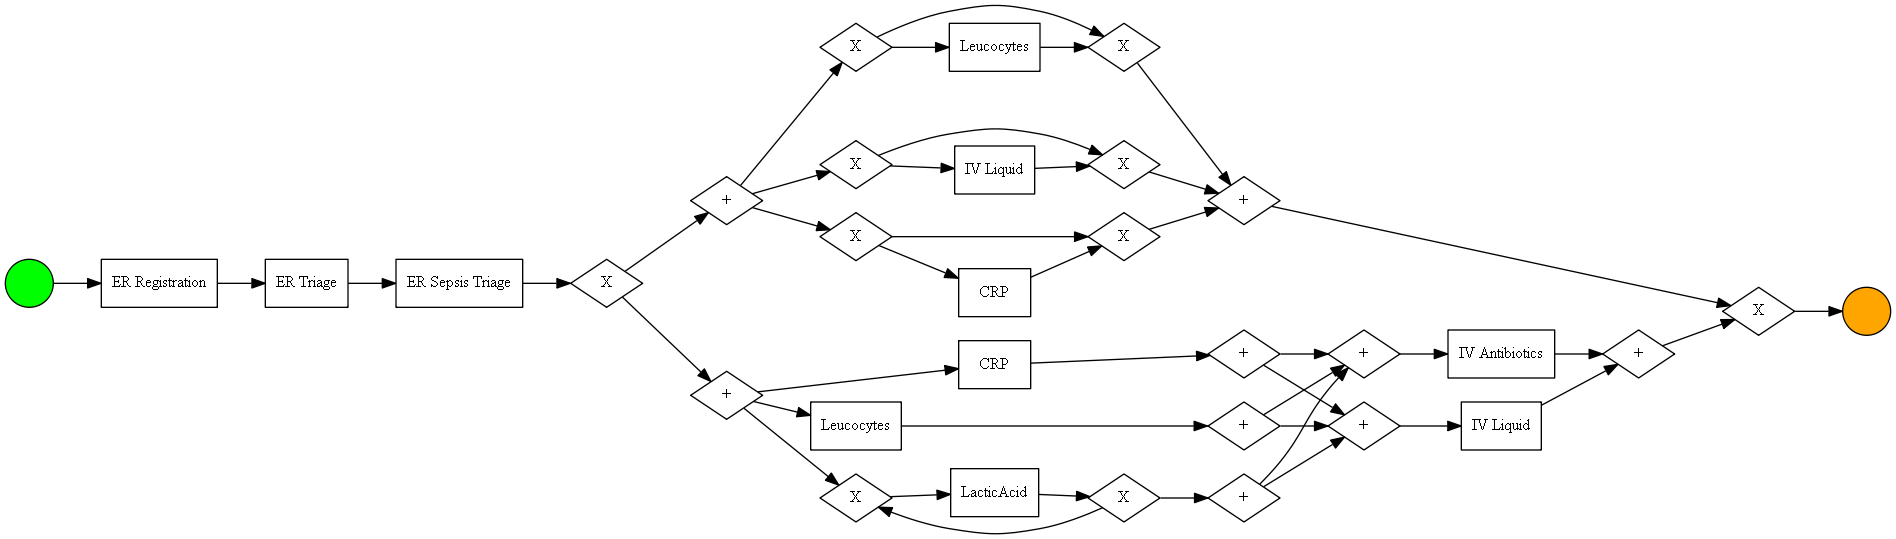 X
Leucocytes
X
X
IV Liquid
X
+
+
X
X
CRP
ER Registration
ER Triage
ER Sepsis Triage
X
X
CRP
+
+
IV Antibiotics
+
+
Leucocytes
+
+
IV Liquid
X
LacticAcid
X
+